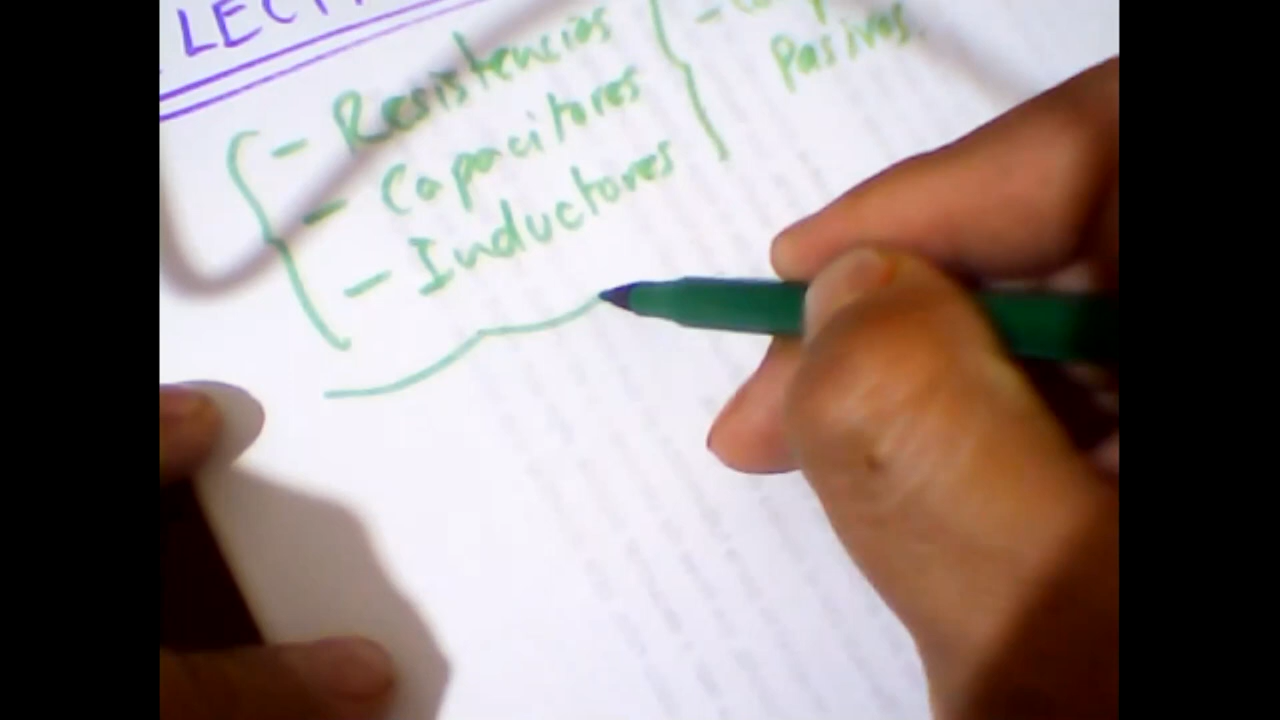 LECT
- Resistencias
- Capacitores
- Inductores
pasivos.